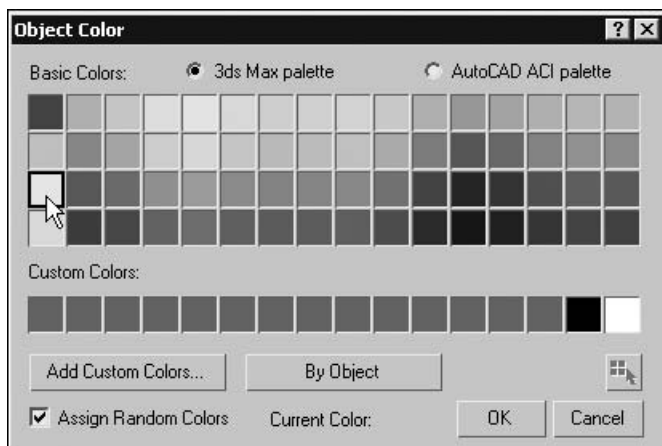 Object Color
Basic Colors: 3ds Max palette AutoCAD ACI palette
Custom Colors:
Add Custom Colors... By Object
Assign Random Colors Current Color: OK Cancel